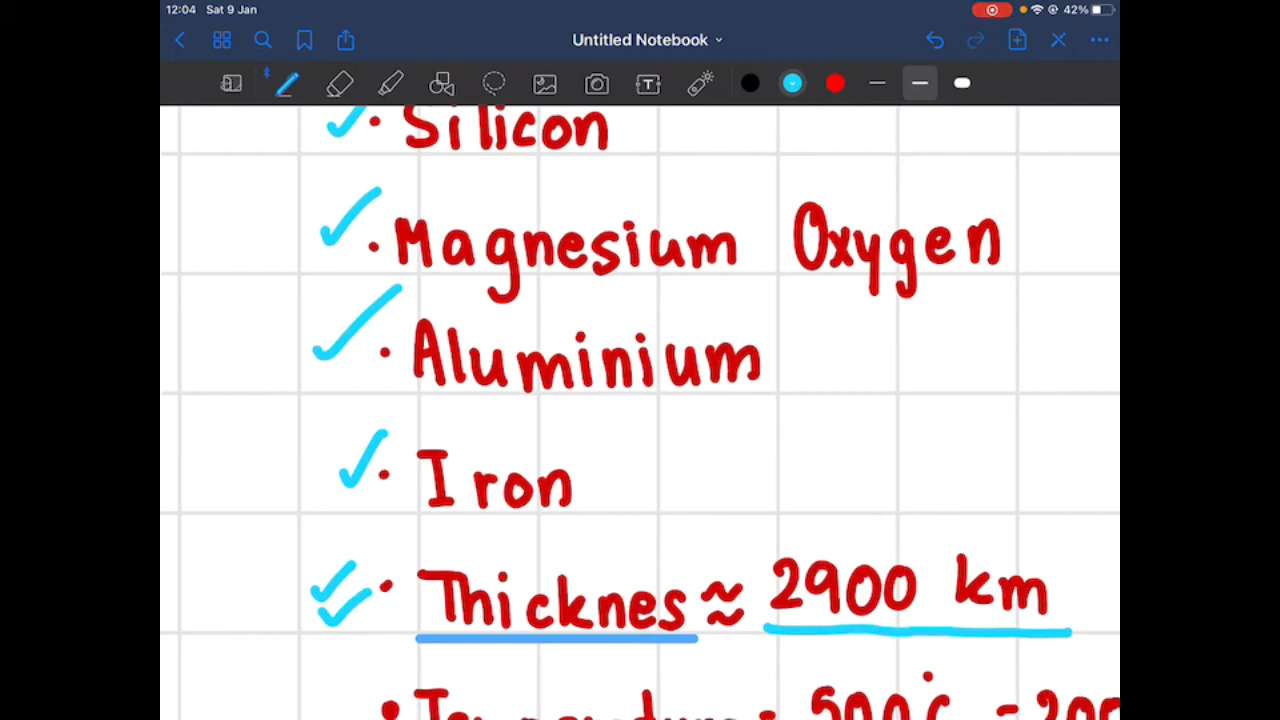 12:04 Sat 9 Jan 42%
Untitled Notebook
T
• Silicon
• Magnesium Oxygen
• Aluminium
• Iron
• Thicknes ≈ 2900 km